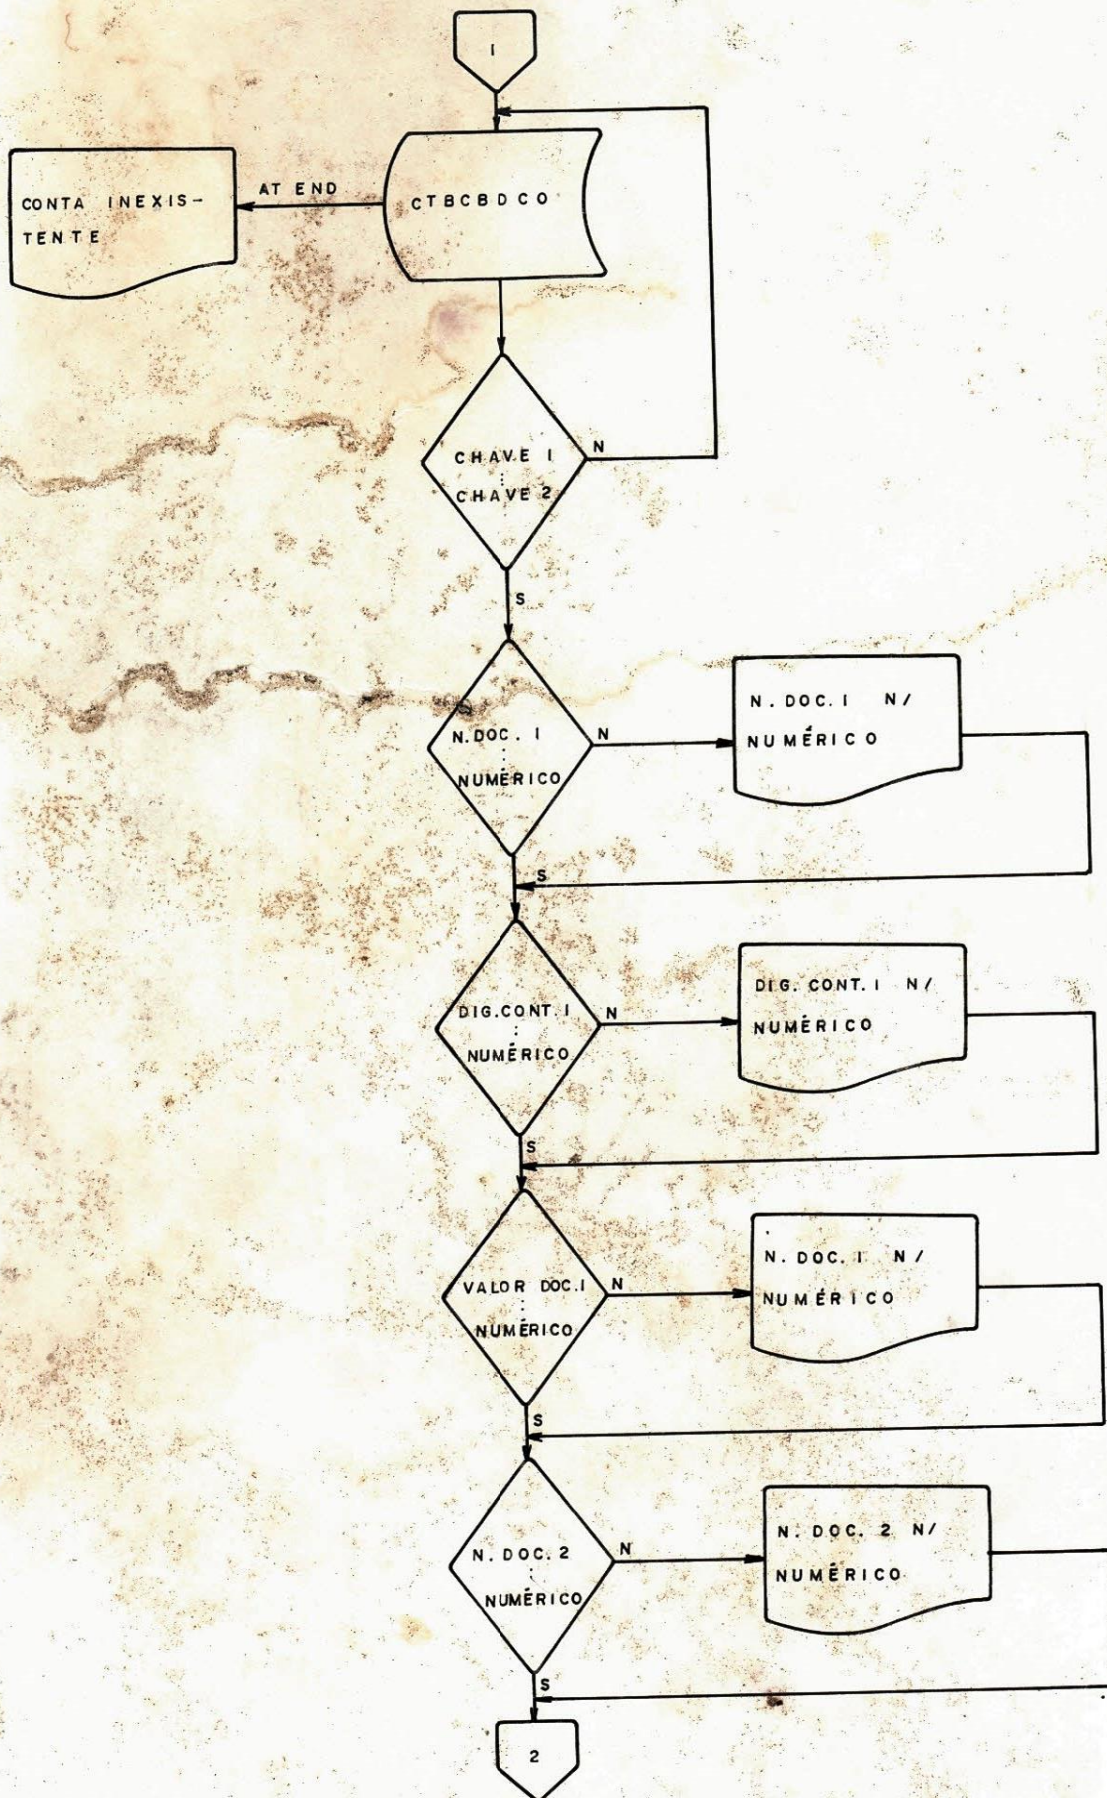 1
CONTA INEXIS-
TENTE
AT END
CTBCBDCO
CHAVE 1
:
CHAVE 2
N
S
N.DOC. 1
:
NUMÉRICO
N
N. DOC. 1 N/
NUMÉRICO
S
DIG.CONT.1
:
NUMÉRICO
N
DIG. CONT. 1 N/
NUMÉRICO
S
VALOR DOC.1
:
NUMÉRICO
N
N. DOC. 1 N/
NUMÉRICO
S
N. DOC. 2
:
NUMÉRICO
N
N. DOC. 2 N/
NUMÉRICO
S
2